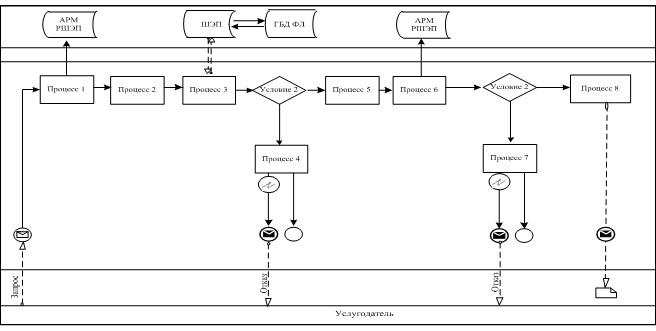 АРМ
РШЭП
ШЭП
ГБД ФЛ
АРМ
РШЭП
Процесс 1
Процесс 2
Процесс 3
Условие 2
Процесс 5
Процесс 6
Условие 2
Процесс 8
Процесс 4
Процесс 7
Запрос
Отказ
Отказ
Услугодатель